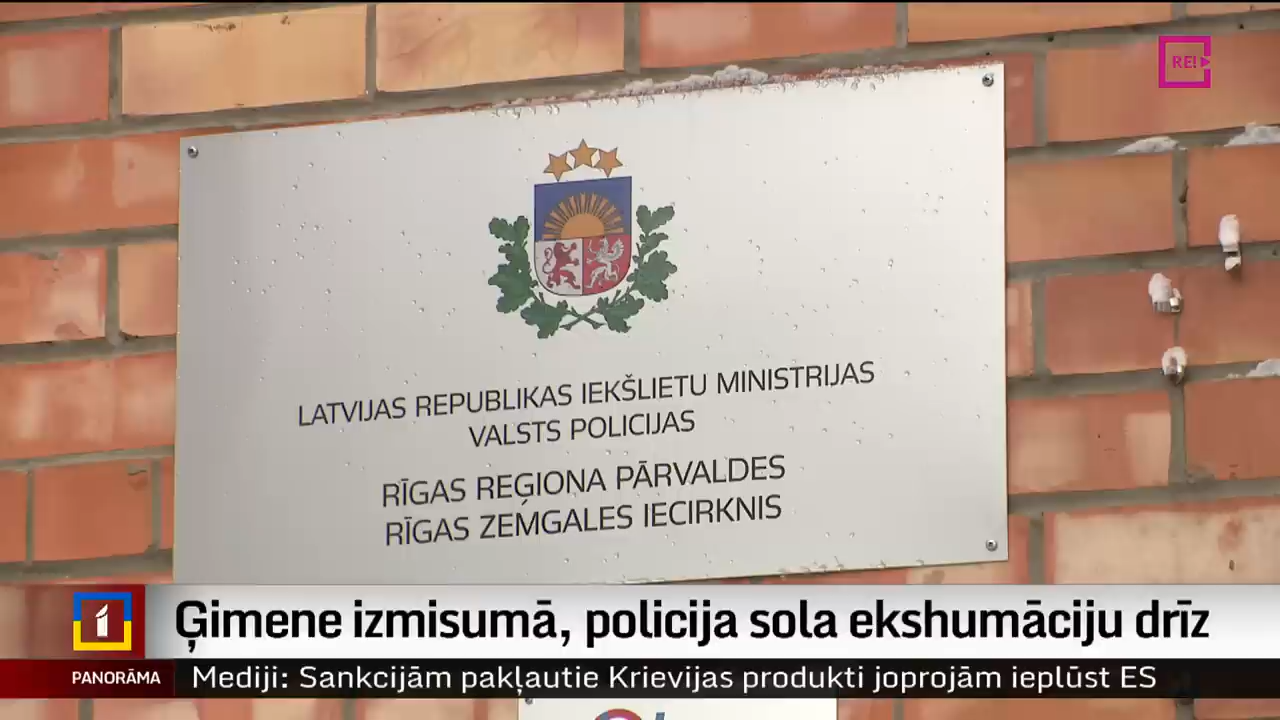 RE!
LATVIJAS REPUBLIKAS IEKŠLIETU MINISTRIJAS
VALSTS POLICIJAS
RĪGAS REĢIONA PĀRVALDES
RĪGAS ZEMGALES IECIRKNIS
1
Ģimene izmisumā, policija sola ekshumāciju drīz
PANORĀMA
Mediji: Sankcijām pakļautie Krievijas produkti joprojām ieplūst ES